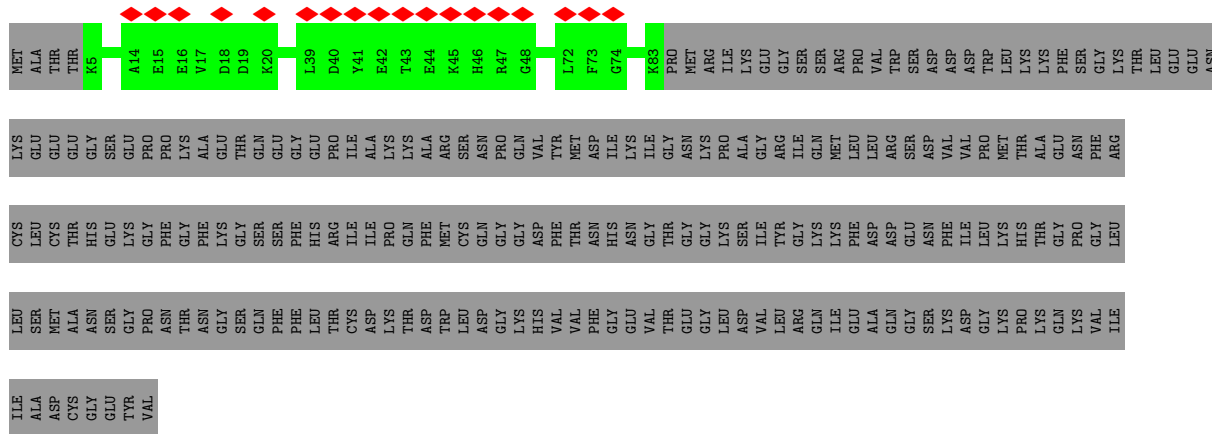 MET ALA THR THR K5 A14 E15 E16 V17 D18 D19 K20 L39 D40 Y41 E42 T43 E44 K45 H46 R47 G48 L72 F73 G74 K83 PRO MET ARG ILE LYS GLU GLY SER SER ARG PRO VAL TRP SER ASP ASP ASP TRP LEU LYS LYS PHE SER GLY LYS THR LEU GLU GLU ASN
LYS GLU GLU GLU GLY SER GLU PRO PRO LYS ALA GLU THR GLN GLU GLY GLU PRO ILE ALA LYS LYS ALA ARG SER ASN PRO GLN VAL TYR MET ASP ILE LYS ILE GLY ASN LYS PRO ALA GLY ARG ILE GLN MET LEU LEU ARG SER ASP VAL VAL PRO MET THR ALA GLU ASN PHE ARG
CYS LEU CYS THR HIS GLU LYS GLY PHE GLY PHE LYS GLY SER SER PHE HIS ARG ILE ILE PRO GLN PHE MET CYS GLN GLY GLY ASP PHE THR ASN HIS ASN GLY THR GLY GLY LYS SER ILE TYR GLY LYS LYS PHE ASP ASP GLU ASN PHE ILE LEU LYS HIS THR GLY PRO GLY LEU
LEU SER MET ALA ASN SER GLY PRO ASN THR ASN GLY SER GLN PHE PHE LEU THR CYS ASP LYS THR ASP TRP LEU ASP GLY LYS HIS VAL VAL PHE GLY GLU VAL THR GLU GLY LEU ASP VAL LEU ARG GLN ILE GLU ALA GLN GLY SER LYS ASP GLY LYS PRO LYS GLN LYS VAL ILE
ILE ALA ASP CYS GLY GLU TYR VAL